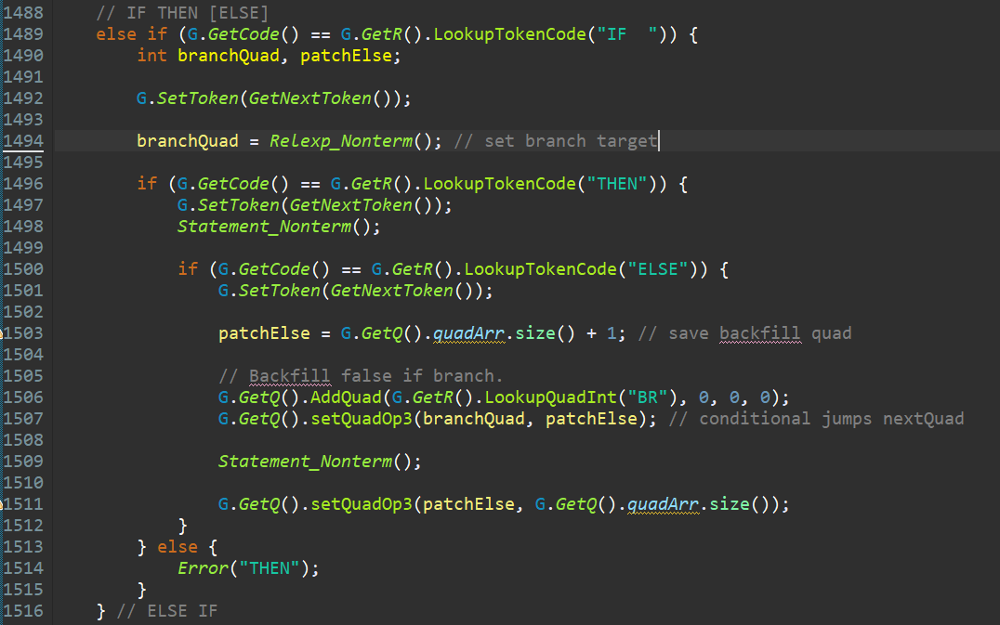 1488 // IF THEN [ELSE]
1489 else if (G.GetCode() == G.GetR().LookupTokenCode("IF  ")) {
1490 int branchQuad, patchElse;
1491
1492 G.SetToken(GetNextToken());
1493
1494 branchQuad = Relexp_Nonterm(); // set branch target
1495
1496 if (G.GetCode() == G.GetR().LookupTokenCode("THEN")) {
1497 G.SetToken(GetNextToken());
1498 Statement_Nonterm();
1499
1500 if (G.GetCode() == G.GetR().LookupTokenCode("ELSE")) {
1501 G.SetToken(GetNextToken());
1502
1503 patchElse = G.GetQ().quadArr.size() + 1; // save backfill quad
1504
1505 // Backfill false if branch.
1506 G.GetQ().AddQuad(G.GetR().LookupQuadInt("BR"), 0, 0, 0);
1507 G.GetQ().setQuadOp3(branchQuad, patchElse); // conditional jumps nextQuad
1508
1509 Statement_Nonterm();
1510
1511 G.GetQ().setQuadOp3(patchElse, G.GetQ().quadArr.size());
1512 }
1513 } else {
1514 Error("THEN");
1515 }
1516 } // ELSE IF